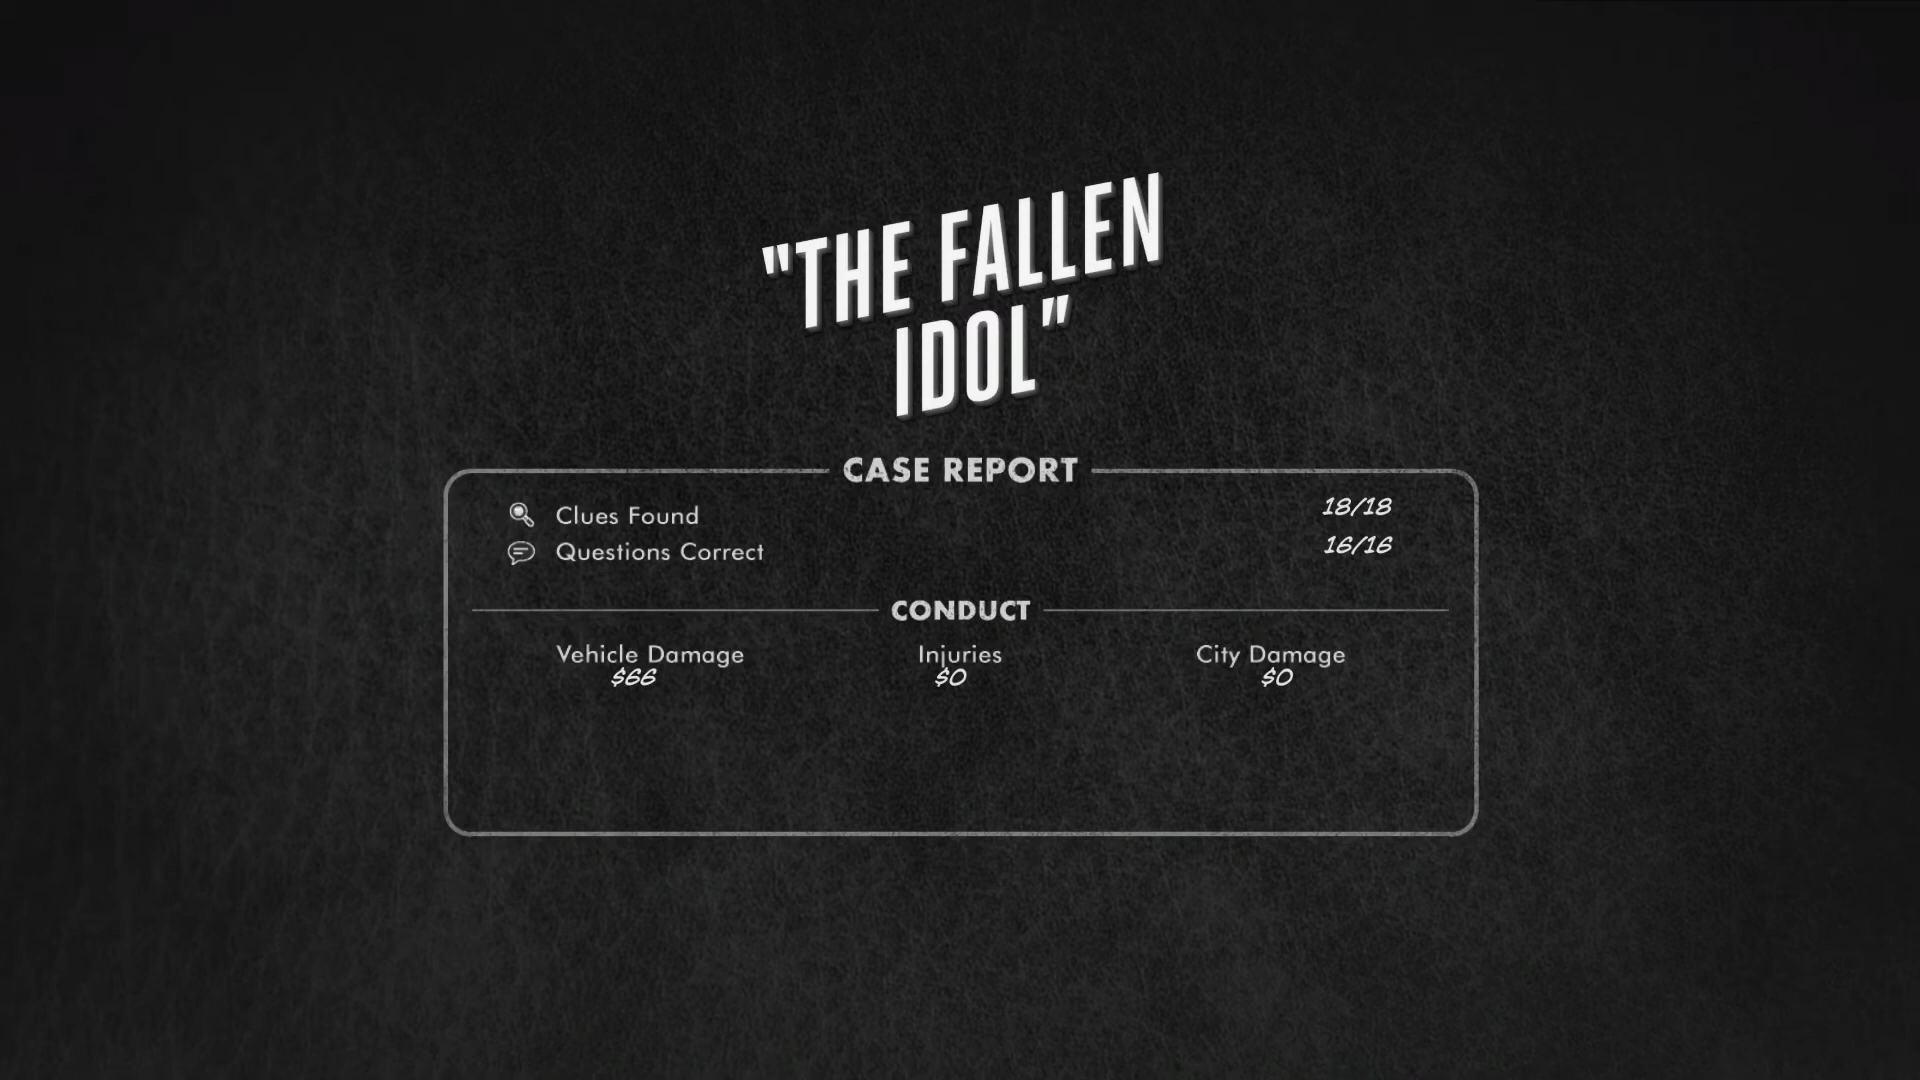 "THE FALLEN
IDOL"
CASE REPORT
Clues Found 18/18
Questions Correct 16/16
CONDUCT
Vehicle Damage Injuries City Damage
$66 $0 $0